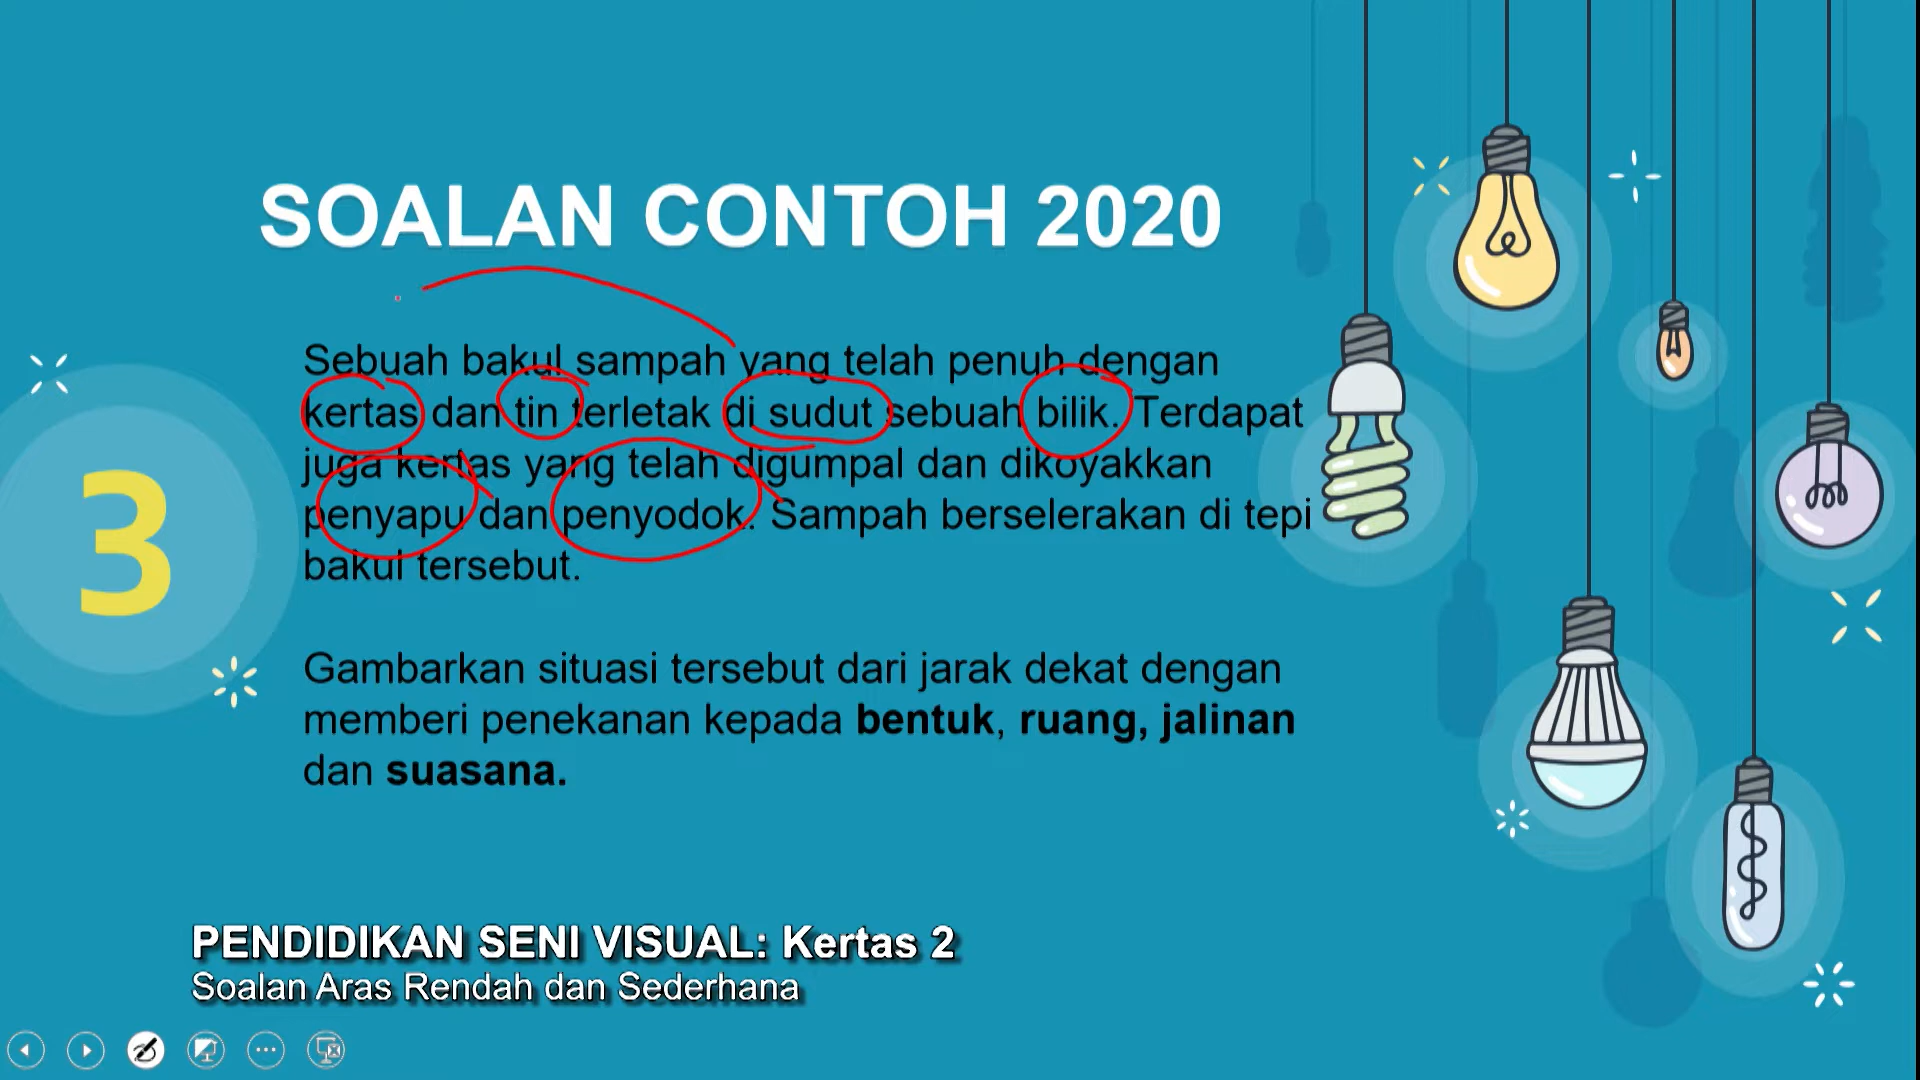 SOALAN CONTOH 2020
3
Sebuah bakul sampah yang telah penuh dengan
kertas dan tin terletak di sudut sebuah bilik. Terdapat
juga kertas yang telah digumpal dan dikoyakkan
penyapu dan penyodok. Sampah berselerakan di tepi
bakul tersebut.
Gambarkan situasi tersebut dari jarak dekat dengan
memberi penekanan kepada bentuk, ruang, jalinan
dan suasana.
PENDIDIKAN SENI VISUAL: Kertas 2
Soalan Aras Rendah dan Sederhana